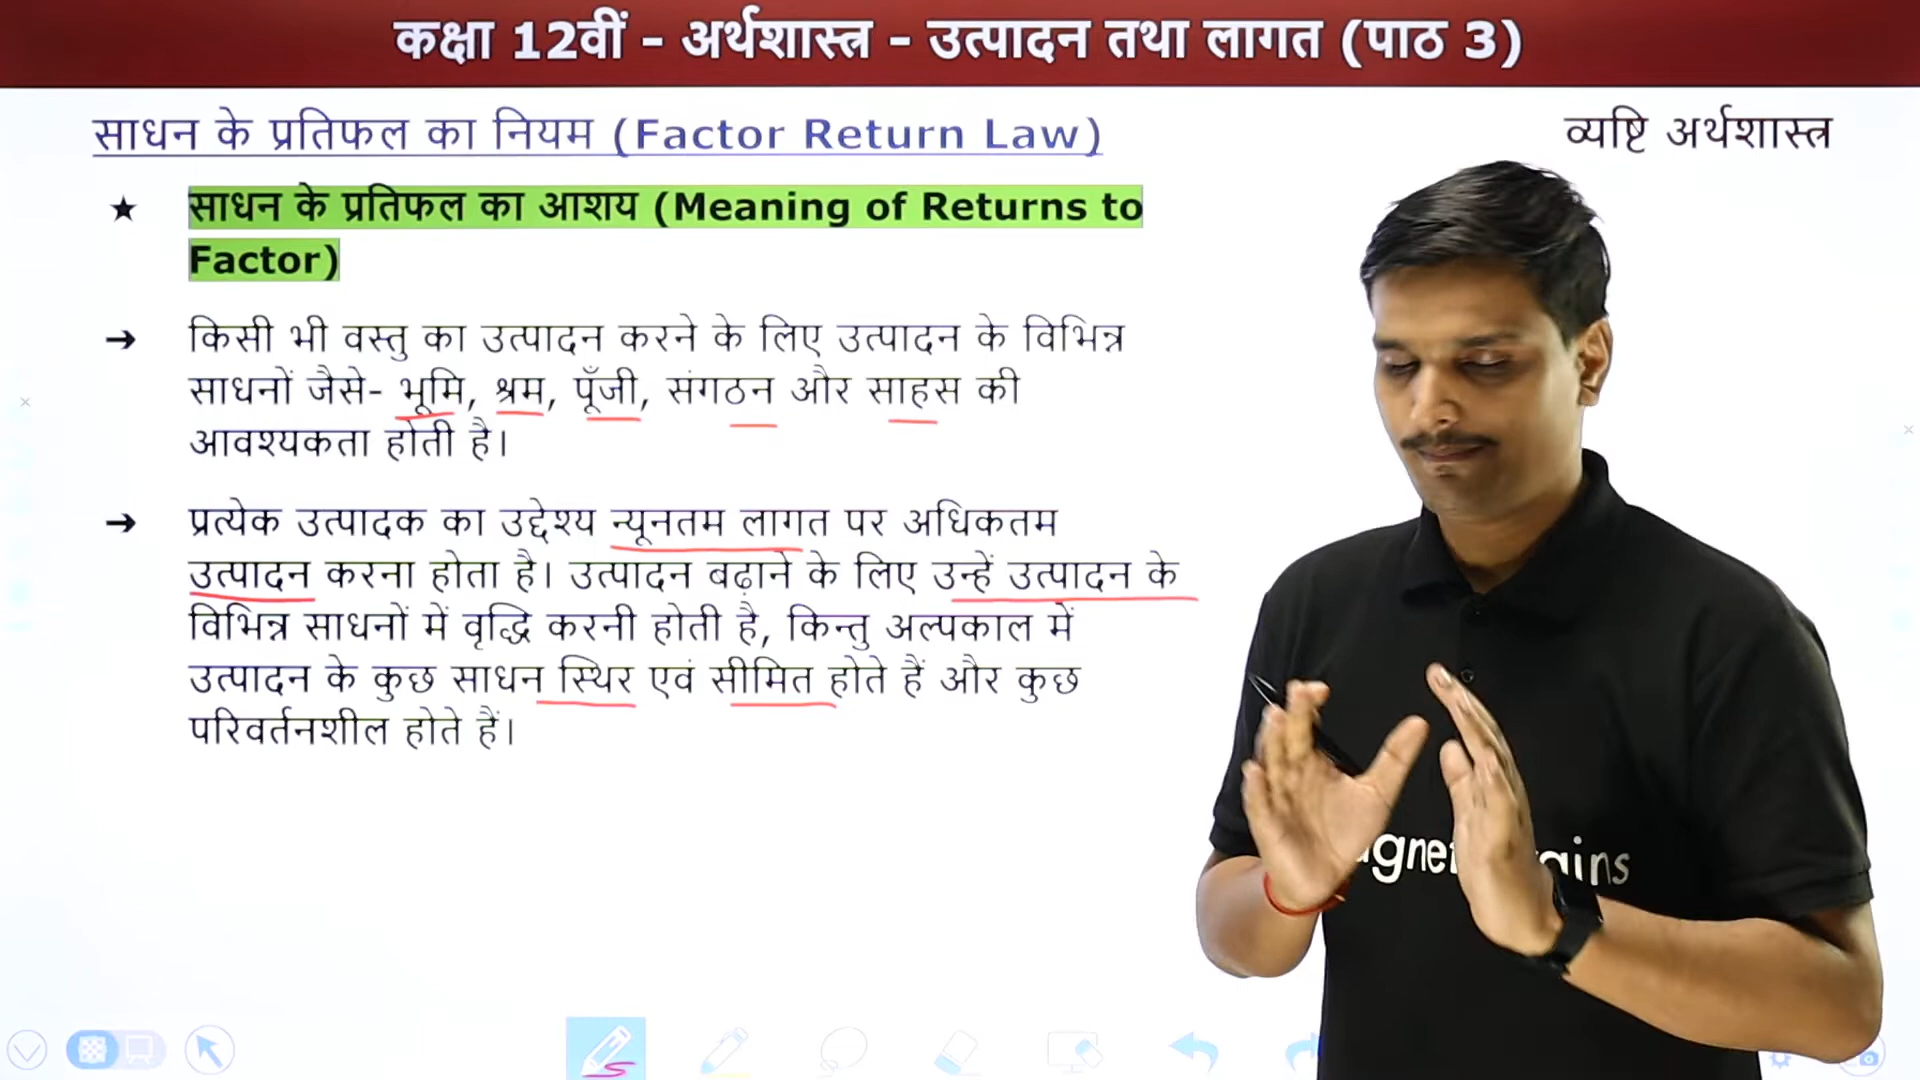 कक्षा 12वीं - अर्थशास्त्र - उत्पादन तथा लागत (पाठ 3)
साधन के प्रतिफल का नियम (Factor Return Law)
व्यष्टि अर्थशास्त्र
★ साधन के प्रतिफल का आशय (Meaning of Returns to
Factor)
➔ किसी भी वस्तु का उत्पादन करने के लिए उत्पादन के विभिन्न
साधनों जैसे- भूमि, श्रम, पूँजी, संगठन और साहस की
आवश्यकता होती है।
➔ प्रत्येक उत्पादक का उद्देश्य न्यूनतम लागत पर अधिकतम
उत्पादन करना होता है। उत्पादन बढ़ाने के लिए उन्हें उत्पादन के
विभिन्न साधनों में वृद्धि करनी होती है, किन्तु अल्पकाल में
उत्पादन के कुछ साधन स्थिर एवं सीमित होते हैं और कुछ
परिवर्तनशील होते हैं।